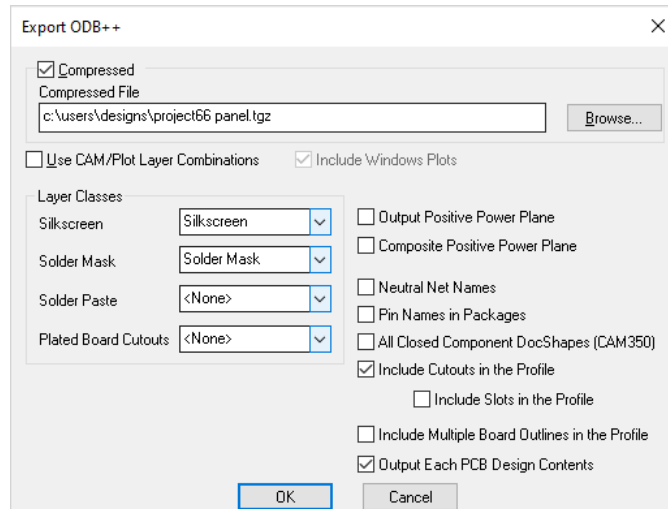 Export ODB++
Compressed
Compressed File
c:\users\designs\project66 panel.tgz
Browse...
Use CAM/Plot Layer Combinations
Include Windows Plots
Layer Classes
Silkscreen
Silkscreen
Solder Mask
Solder Mask
Solder Paste
<None>
Plated Board Cutouts
<None>
Output Positive Power Plane
Composite Positive Power Plane
Neutral Net Names
Pin Names in Packages
All Closed Component DocShapes (CAM350)
Include Cutouts in the Profile
Include Slots in the Profile
Include Multiple Board Outlines in the Profile
Output Each PCB Design Contents
OK
Cancel